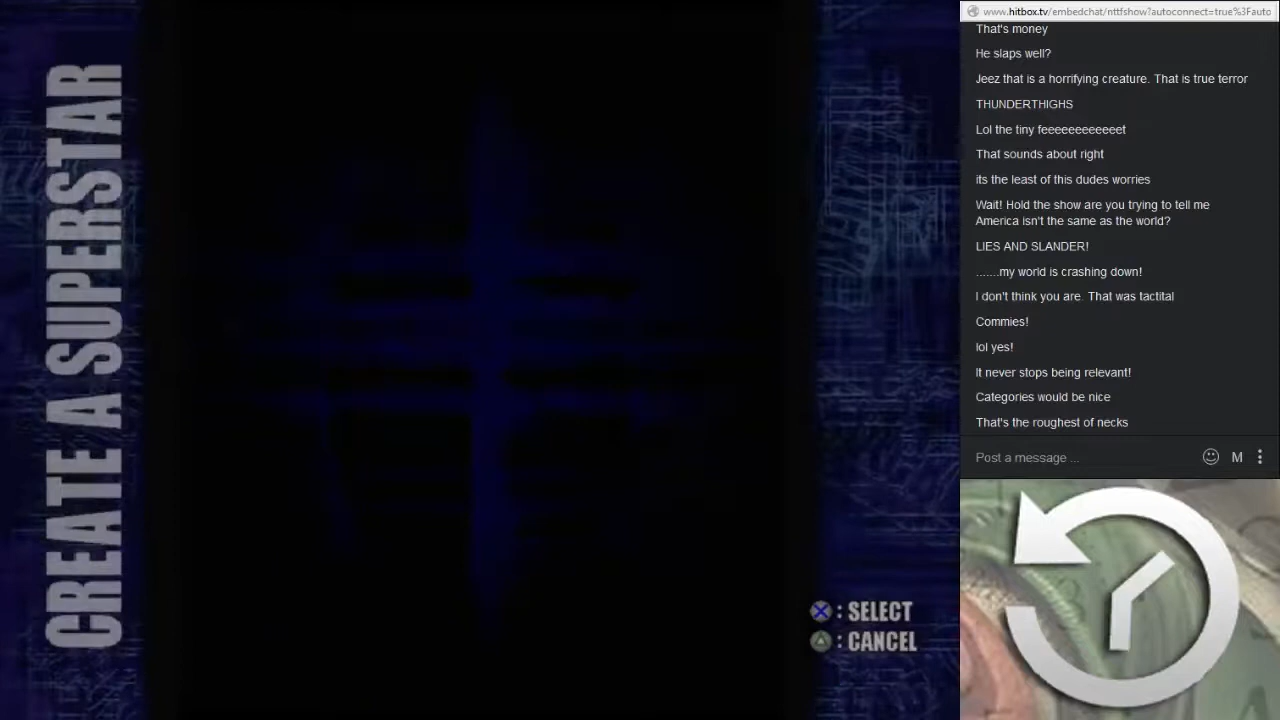 CREATE A SUPERSTAR
: SELECT
: CANCEL
www.hitbox.tv/embedchat/nttfshow?autoconnect=true%3Fauto
That's money
He slaps well?
Jeez that is a horrifying creature. That is true terror
THUNDERTHIGHS
Lol the tiny feeeeeeeeeeeet
That sounds about right
its the least of this dudes worries
Wait! Hold the show are you trying to tell me
America isn't the same as the world?
LIES AND SLANDER!
.......my world is crashing down!
I don't think you are. That was tactital
Commies!
lol yes!
It never stops being relevant!
Categories would be nice
That's the roughest of necks
Post a message ...
M